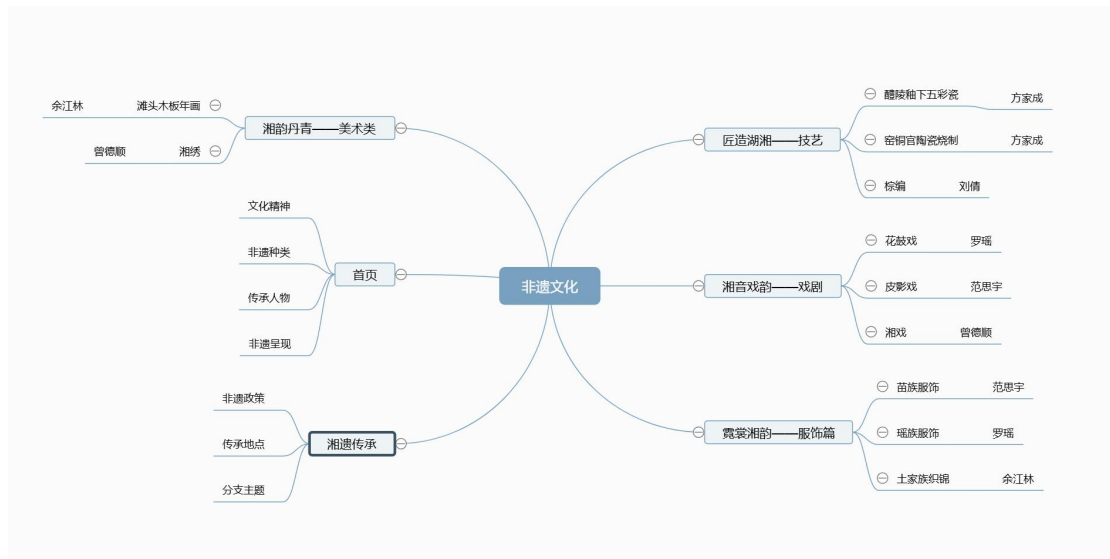 非遗文化
匠造湖湘——技艺
醴陵釉下五彩瓷 方家成
窑铜官陶瓷烧制 方家成
棕编 刘倩
湘音戏韵——戏剧
花鼓戏 罗瑶
皮影戏 范思宇
湘戏 曾德顺
霓裳湘韵——服饰篇
苗族服饰 范思宇
瑶族服饰 罗瑶
土家族织锦 余江林
湘韵丹青——美术类
余江林 滩头木板年画
曾德顺 湘绣
首页
文化精神
非遗种类
传承人物
非遗呈现
湘遗传承
非遗政策
传承地点
分支主题